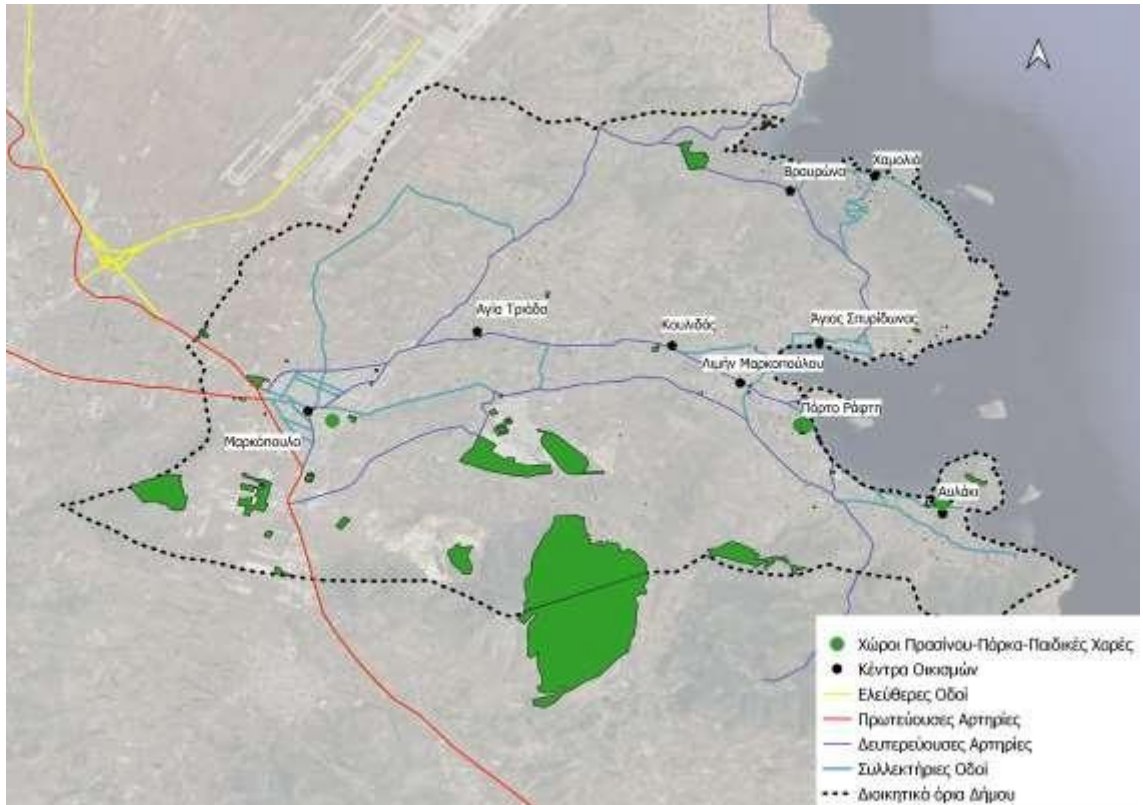 Χαμολιά
Βραυρώνα
Αγία Τριάδα
Κουλιδάς
Άγιος Σπυρίδωνας
Λιμήν Μαρκοπούλου
Πόρτο Ράφτη
Μαρκόπουλο
Αυλάκι
Χώροι Πρασίνου-Πάρκα-Παιδικές Χαρές
Κέντρα Οικισμών
Ελεύθερες Οδοί
Πρωτεύουσες Αρτηρίες
Δευτερεύουσες Αρτηρίες
Συλλεκτήριες Οδοί
Διοικητικά όρια Δήμου